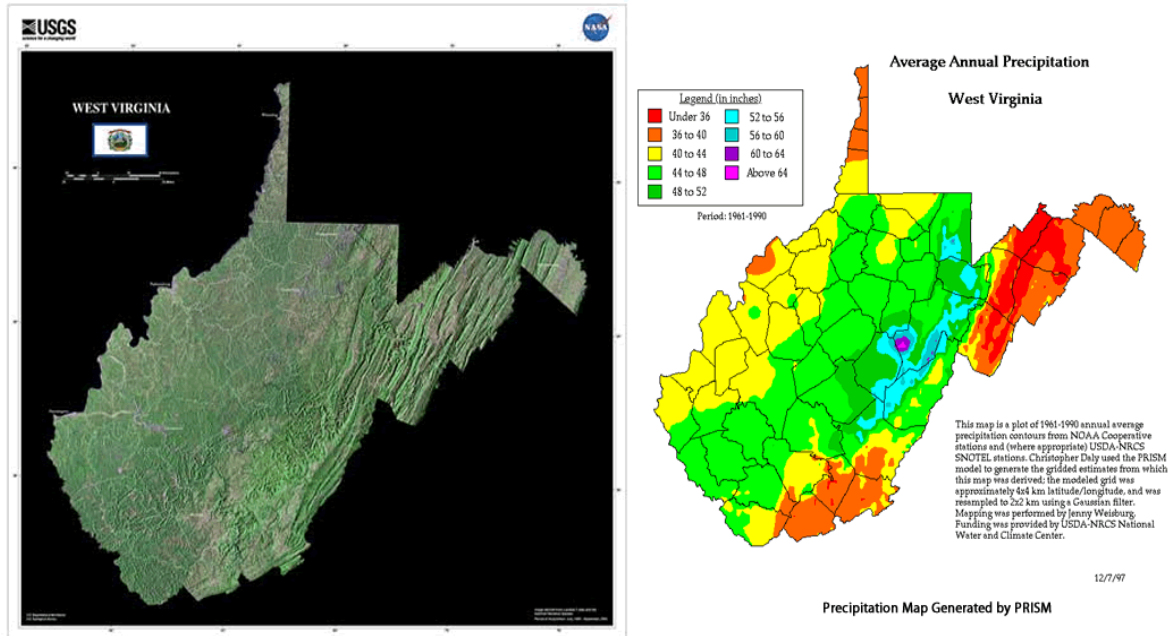 USGS
science for a changing world
NASA
WEST VIRGINIA
Average Annual Precipitation
West Virginia
Legend (in inches)
Under 36
36 to 40
40 to 44
44 to 48
48 to 52
52 to 56
56 to 60
60 to 64
Above 64
Period: 1961-1990
This map is a plot of 1961-1990 annual average
precipitation contours from NOAA Cooperative
stations and (where appropriate) USDA-NRCS
SNOTEL stations. Christopher Daly used the PRISM
model to generate the gridded estimates from which
this map was derived; the modeled grid was
approximately 4x4 km latitude/longitude, and was
resampled to 2x2 km using a Gaussian filter.
Mapping was performed by Jenny Weisburg.
Funding was provided by USDA-NRCS National
Water and Climate Center.
12/7/97
Precipitation Map Generated by PRISM